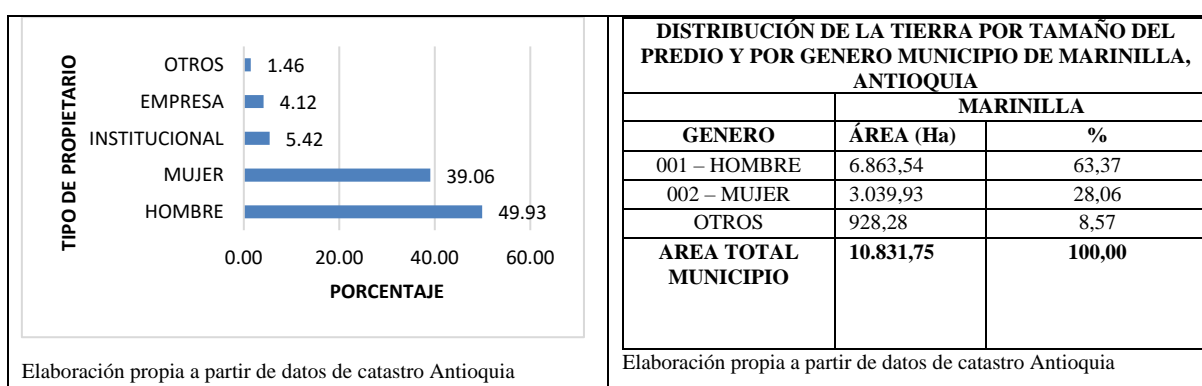 TIPO DE PROPIETARIO
OTROS 1.46
EMPRESA 4.12
INSTITUCIONAL 5.42
MUJER 39.06
HOMBRE 49.93
0.00 20.00 40.00 60.00
PORCENTAJE
Elaboración propia a partir de datos de catastro Antioquia
DISTRIBUCIÓN DE LA TIERRA POR TAMAÑO DEL
PREDIO Y POR GENERO MUNICIPIO DE MARINILLA,
ANTIOQUIA
MARINILLA
GENERO ÁREA (Ha) %
001 – HOMBRE 6.863,54 63,37
002 – MUJER 3.039,93 28,06
OTROS 928,28 8,57
AREA TOTAL 10.831,75 100,00
MUNICIPIO
Elaboración propia a partir de datos de catastro Antioquia